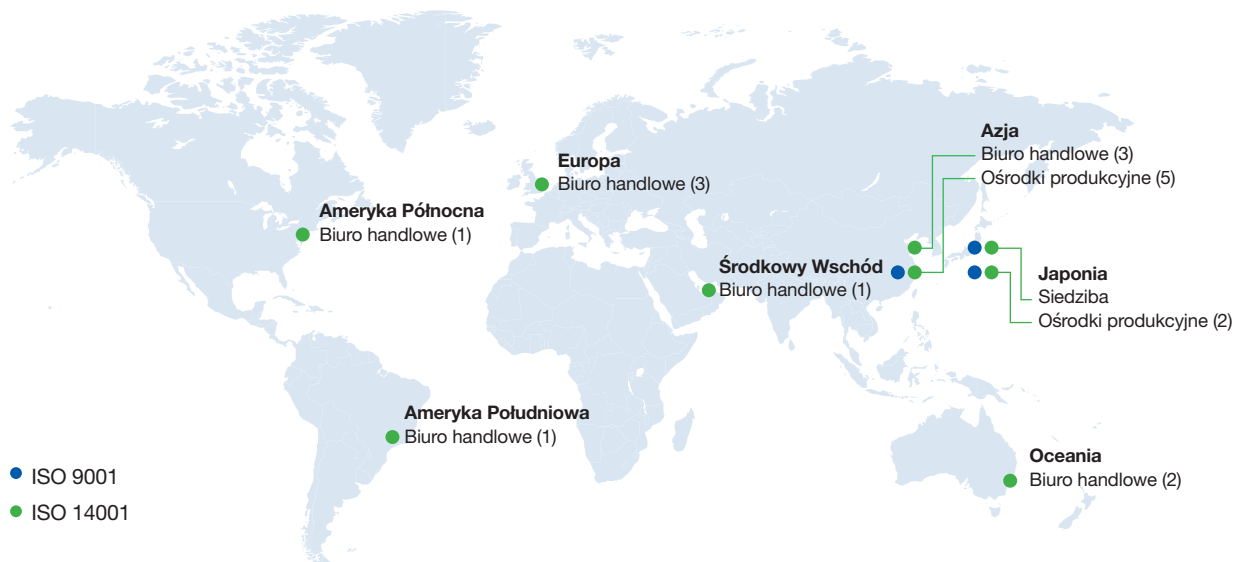 Azja
Biuro handlowe (3)
Ośrodki produkcyjne (5)
Europa
Biuro handlowe (3)
Ameryka Północna
Biuro handlowe (1)
Środkowy Wschód
Biuro handlowe (1)
Japonia
Siedziba
Ośrodki produkcyjne (2)
Ameryka Południowa
Biuro handlowe (1)
Oceania
Biuro handlowe (2)
ISO 9001
ISO 14001